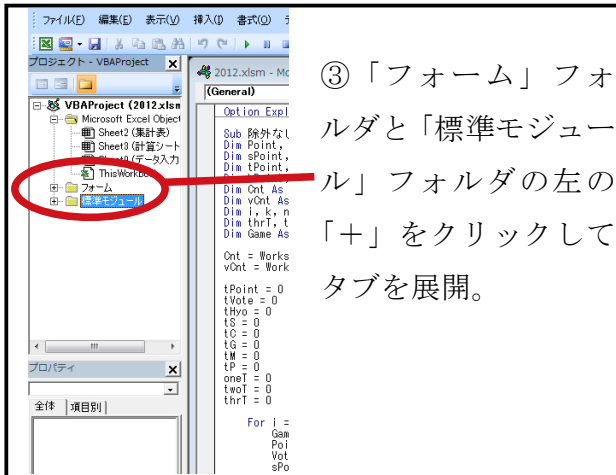 ファイル(F) 編集(E) 表示(V) 挿入(I) 書式(O)
プロジェクト - VBAProject
VBAProject (2012.xlsm
Microsoft Excel Object
Sheet2 (集計表)
Sheet3 (計算シート
(データ入力
フォーム
標準モジュール
プロパティ
全体 項目別
2012.xlsm - Mo
(General)
Option Expl
Sub 除外なし
Dim Point,
Dim sPoint,
Dim tPoint,
Dim Cnt As
Dim vCnt As
Dim i, k, n
Dim thrT, t
Dim Game As
Cnt = Works
vCnt = Work
tPoint = 0
tVote = 0
tHyo = 0
tS = 0
tC = 0
tG = 0
tM = 0
tP = 0
oneT = 0
twoT = 0
thrT = 0
For i =
Gam
Poi
Vot
sPo
③「フォーム」フォ
ルダと「標準モジュー
ル」フォルダの左の
「＋」をクリックして
タブを展開。